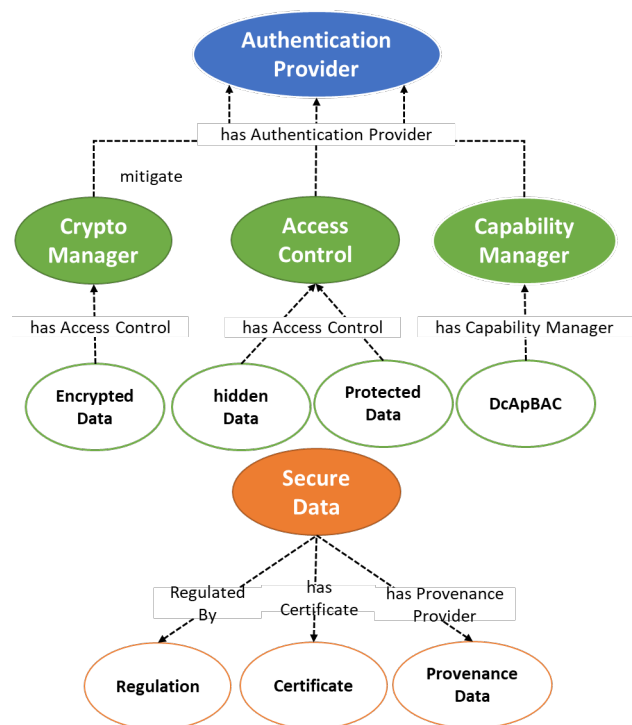 Authentication
Provider
has Authentication Provider
mitigate
Crypto
Manager
Access
Control
Capability
Manager
has Access Control
has Access Control
has Capability Manager
Encrypted
Data
hidden
Data
Protected
Data
DcApBAC
Secure
Data
Regulated
By
has
Certificate
has Provenance
Provider
Regulation
Certificate
Provenance
Data